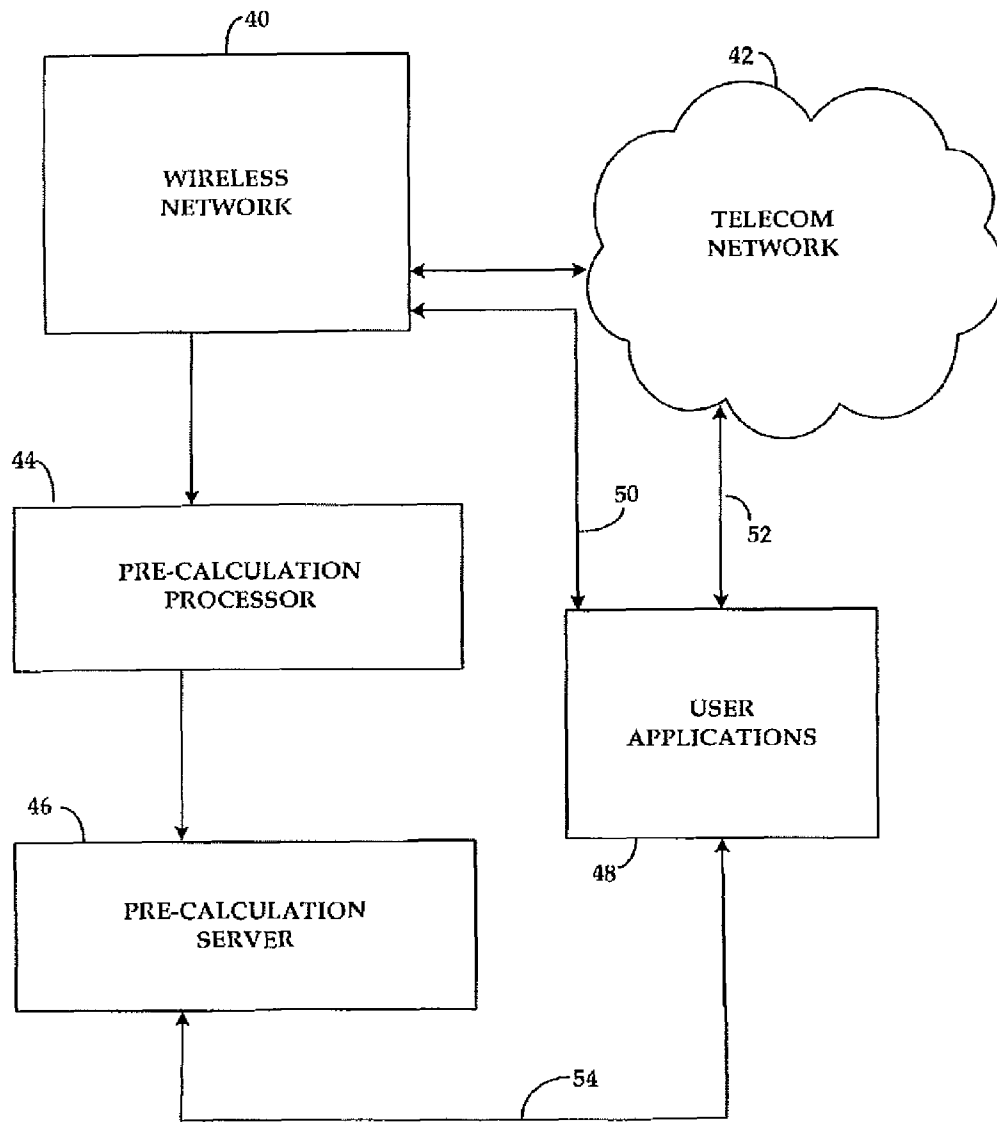 40
42
WIRELESS
NETWORK
TELECOM
NETWORK
44
50
52
PRE-CALCULATION
PROCESSOR
USER
APPLICATIONS
46
48
PRE-CALCULATION
SERVER
54